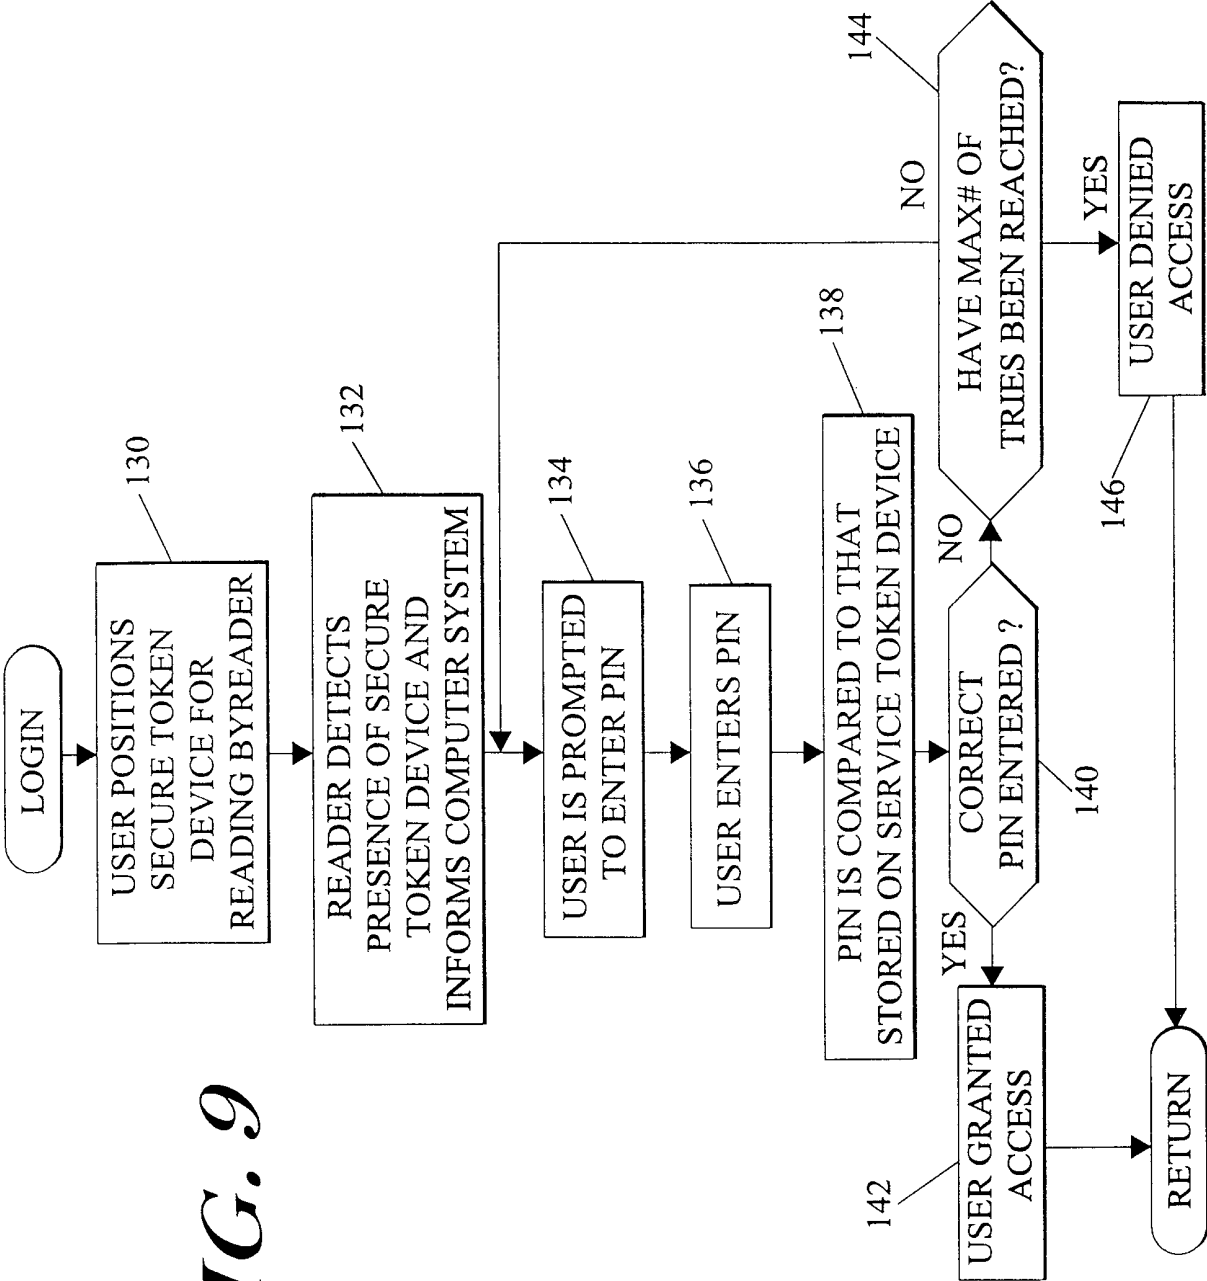 LOGIN
USER POSITIONS
SECURE TOKEN
DEVICE FOR
READING BYREADER
130
READER DETECTS
PRESENCE OF SECURE
TOKEN DEVICE AND
INFORMS COMPUTER SYSTEM
132
USER IS PROMPTED
TO ENTER PIN
134
USER ENTERS PIN
136
PIN IS COMPARED TO THAT
STORED ON SERVICE TOKEN DEVICE
138
CORRECT
PIN ENTERED ?
140
YES
NO
USER GRANTED
ACCESS
142
HAVE MAX# OF
TRIES BEEN REACHED?
144
NO
YES
USER DENIED
ACCESS
146
RETURN
IG. 9